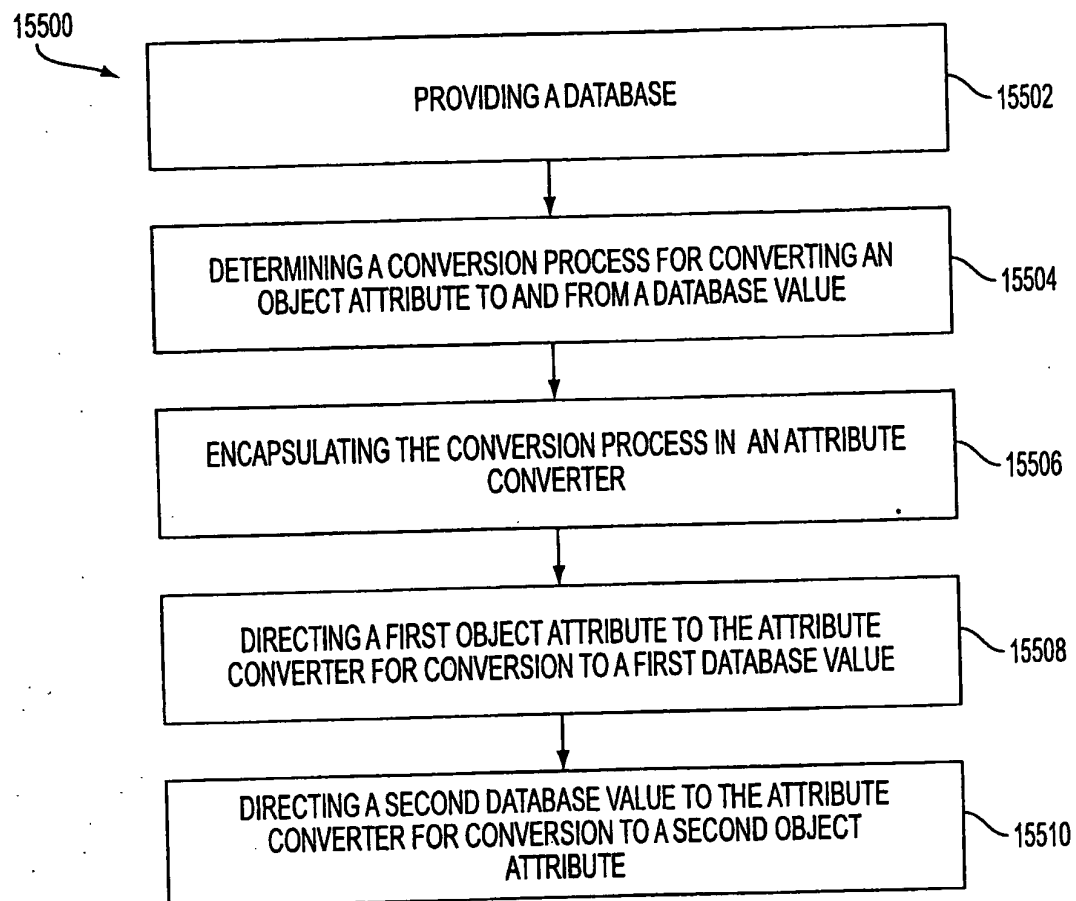 15500
PROVIDING A DATABASE
15502
DETERMINING A CONVERSION PROCESS FOR CONVERTING AN
OBJECT ATTRIBUTE TO AND FROM A DATABASE VALUE
15504
ENCAPSULATING THE CONVERSION PROCESS IN AN ATTRIBUTE
CONVERTER
15506
DIRECTING A FIRST OBJECT ATTRIBUTE TO THE ATTRIBUTE
CONVERTER FOR CONVERSION TO A FIRST DATABASE VALUE
15508
DIRECTING A SECOND DATABASE VALUE TO THE ATTRIBUTE
CONVERTER FOR CONVERSION TO A SECOND OBJECT
ATTRIBUTE
15510